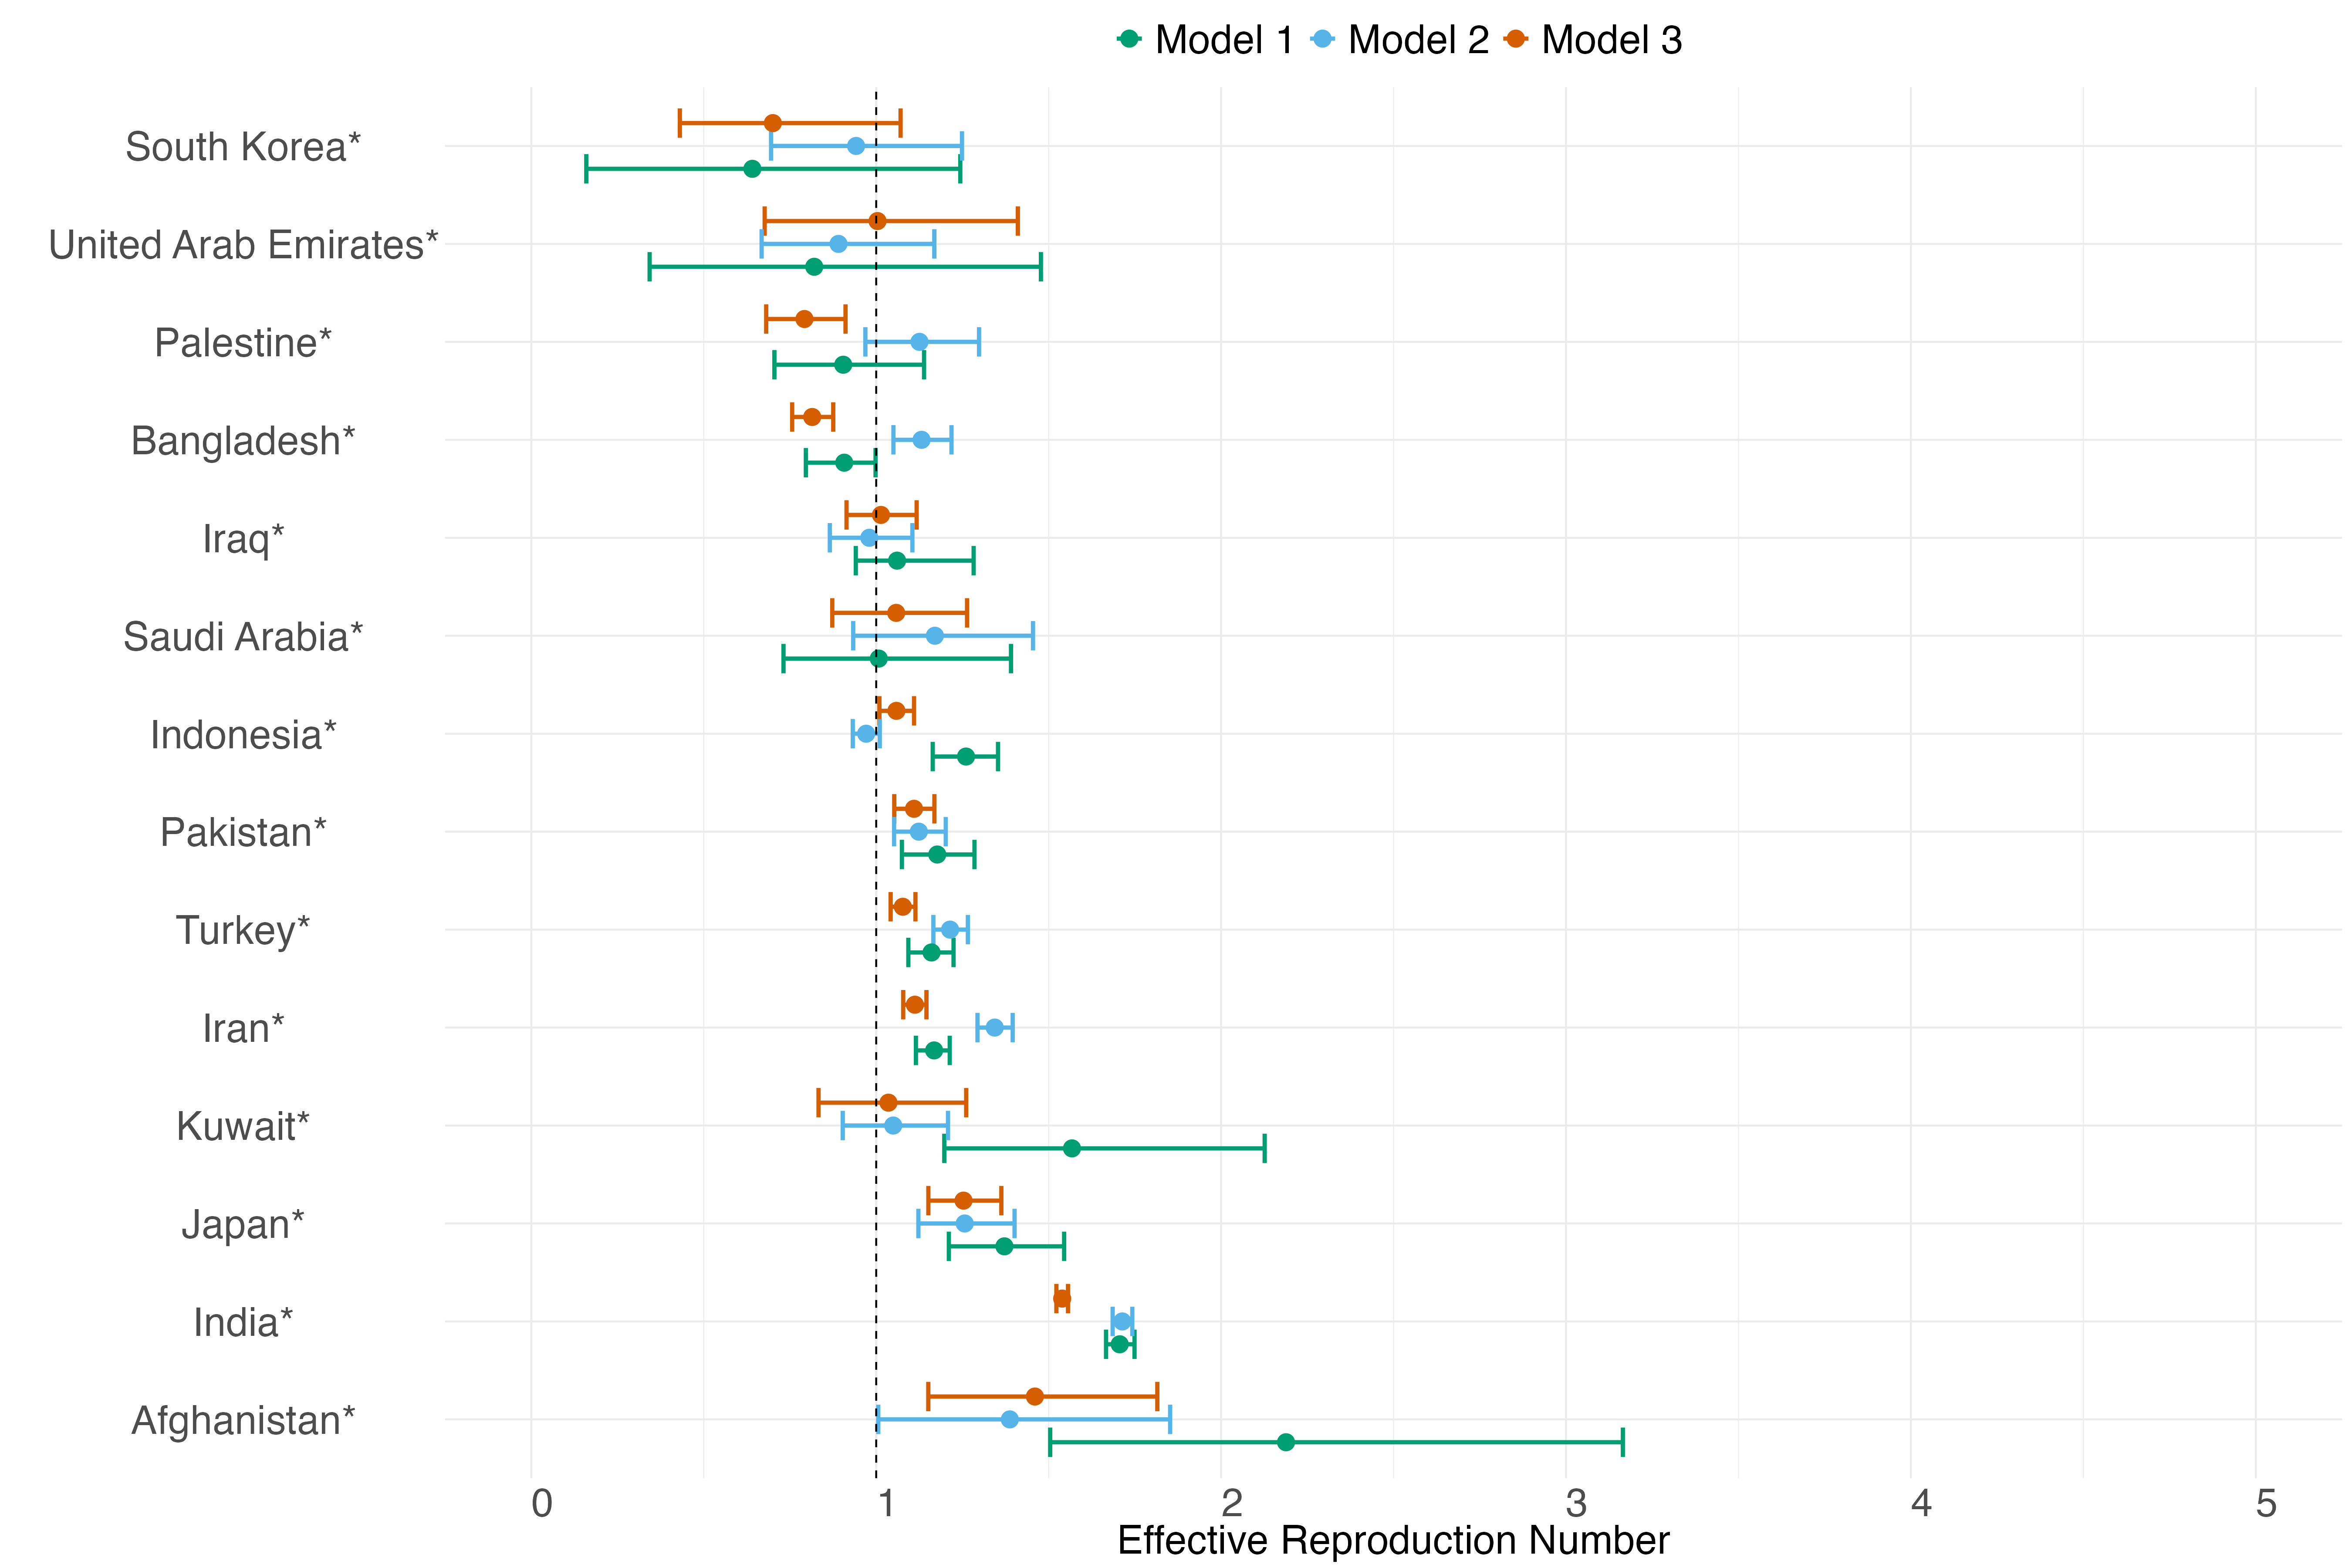 Model 1 Model 2 Model 3
South Korea*
United Arab Emirates*
Palestine*
Bangladesh*
Iraq*
Saudi Arabia*
Indonesia*
Pakistan*
Turkey*
Iran*
Kuwait*
Japan*
India*
Afghanistan*
0 1 2 3 4 5
Effective Reproduction Number